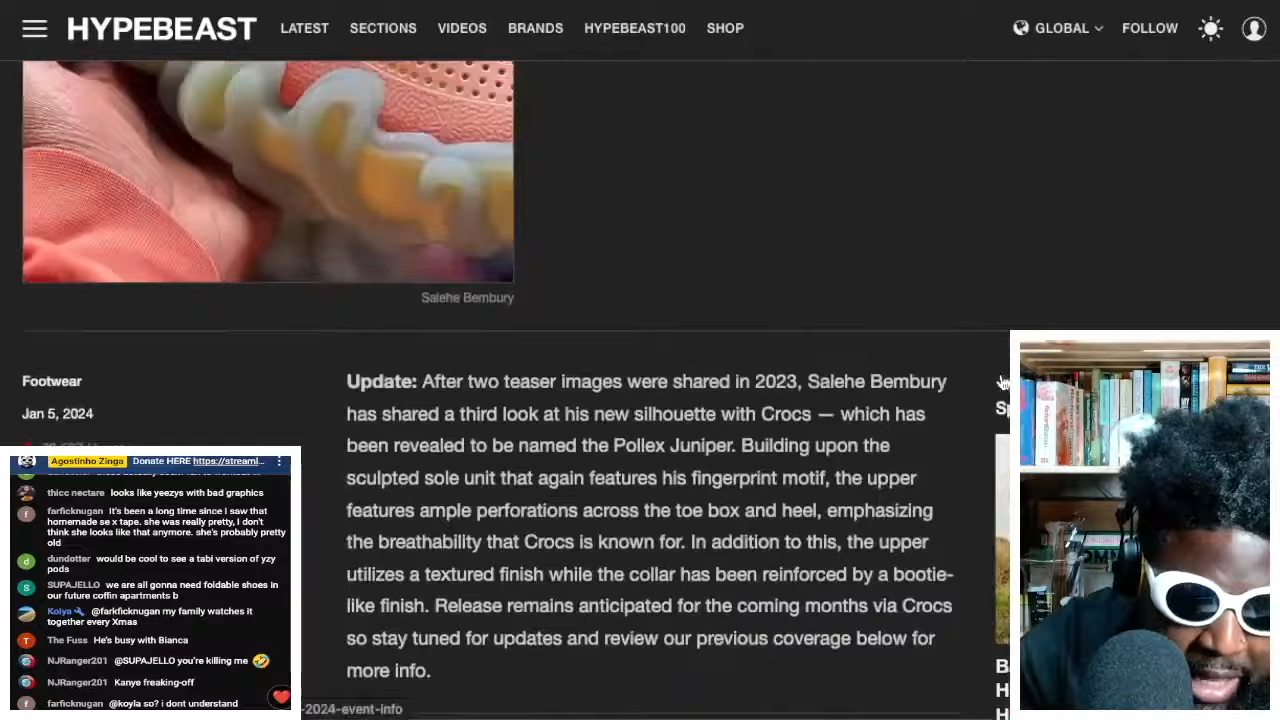 HYPEBEAST LATEST SECTIONS VIDEOS BRANDS HYPEBEAST100 SHOP GLOBAL FOLLOW
Salehe Bembury
Footwear
Jan 5, 2024
Update: After two teaser images were shared in 2023, Salehe Bembury
has shared a third look at his new silhouette with Crocs — which has
been revealed to be named the Pollex Juniper. Building upon the
sculpted sole unit that again features his fingerprint motif, the upper
features ample perforations across the toe box and heel, emphasizing
the breathability that Crocs is known for. In addition to this, the upper
utilizes a textured finish while the collar has been reinforced by a bootie-
like finish. Release remains anticipated for the coming months via Crocs
so stay tuned for updates and review our previous coverage below for
more info.
Sp
B
H
H
Agostinho Zinga Donate HERE https://streaml...
thicc nectare looks like yeezys with bad graphics
farficknugan It's been a long time since I saw that
homemade se x tape. she was really pretty, I don't
think she looks like that anymore. she's probably pretty
old
dundotter would be cool to see a tabi version of yzy
pods
SUPAJELLO we are all gonna need foldable shoes in
our future coffin apartments b
Kolya @farkficknugan my family watches it
together every Xmas
The Fuss He's busy with Bianca
NJRanger201 @SUPAJELLO you're killing me 🤣
NJRanger201 Kanye freaking-off
farficknugan @koyla so? i dont understand
-2024-event-info